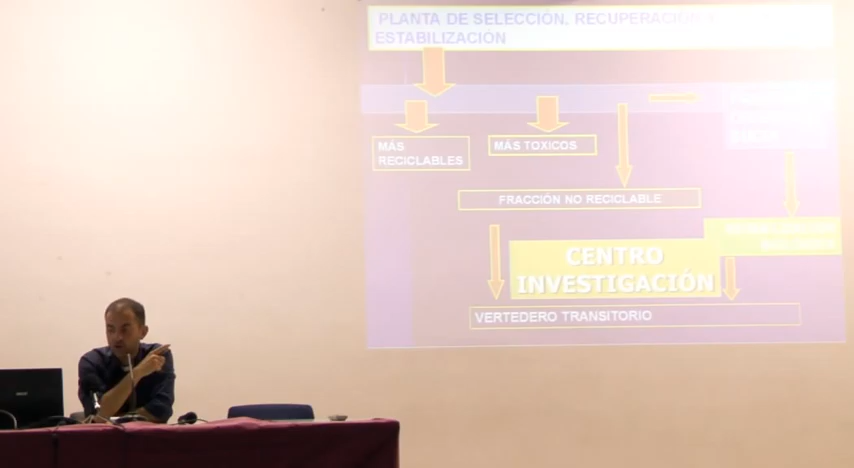 PLANTA DE SELECCIÓN, RECUPERACIÓN
ESTABILIZACIÓN
MÁS
RECICLABLES
MÁS TOXICOS
FRACCIÓN NO RECICLABLE
CENTRO
INVESTIGACIÓN
VERTEDERO TRANSITORIO